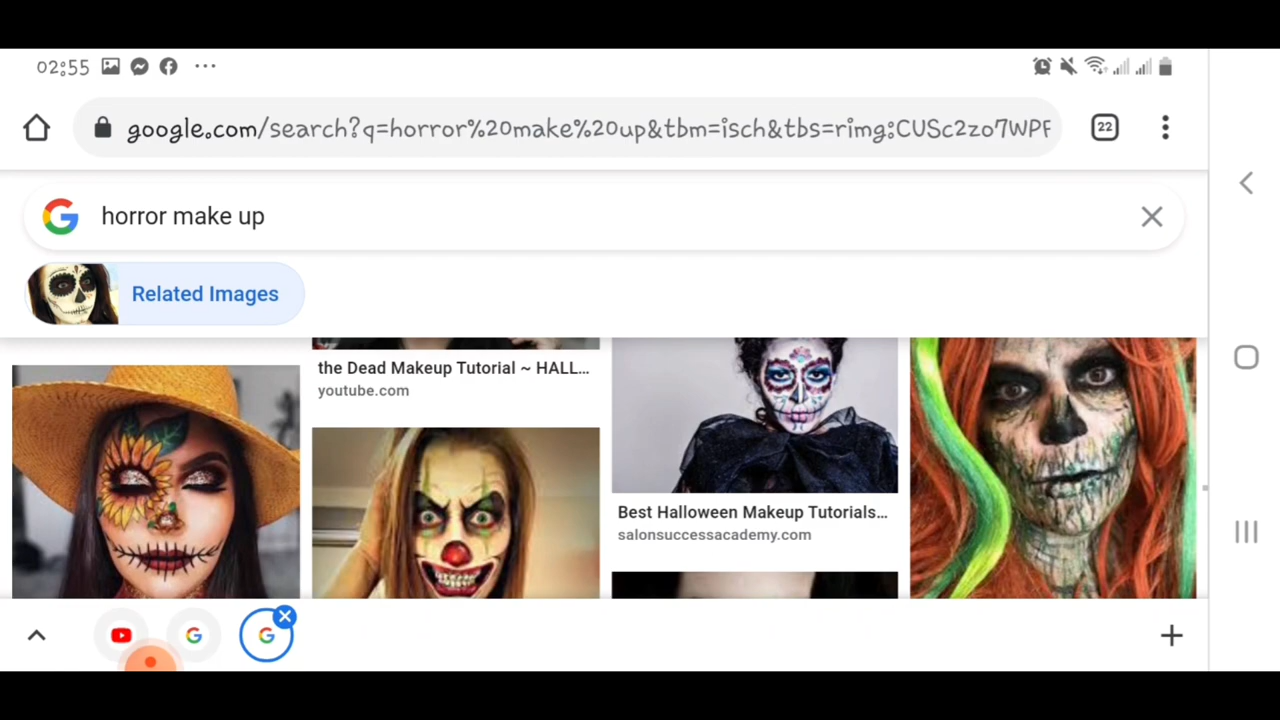 02:55
google.com/search?q=horror%20make%20up&tbm=isch&tbs=rimg:CUSc2zo7WPF
22
horror make up
Related Images
the Dead Makeup Tutorial ~ HALL...
youtube.com
Best Halloween Makeup Tutorials...
salonsuccessacademy.com